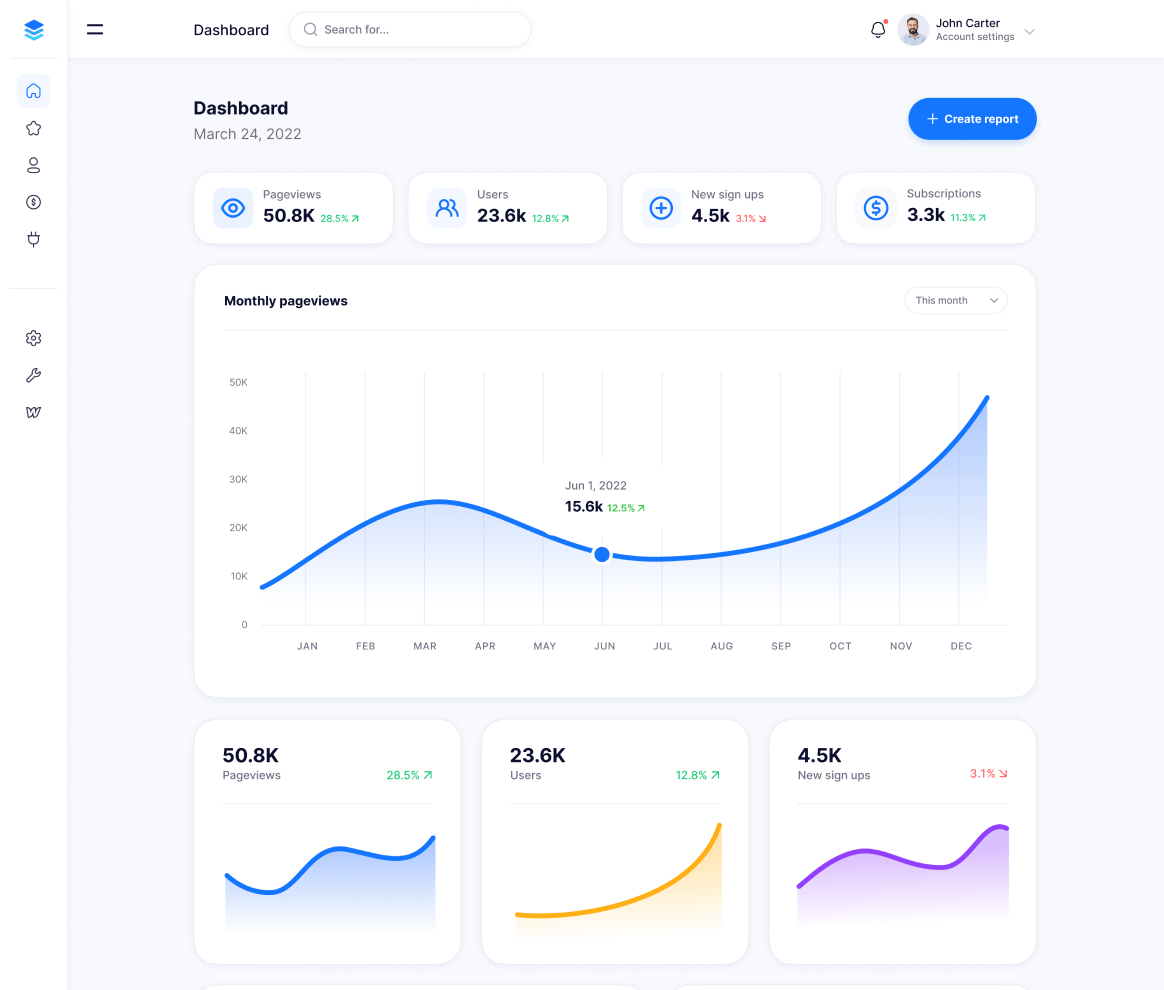 Dashboard
Search for...
John Carter
Account settings
Dashboard
March 24, 2022
Create report
Pageviews
50.8K 28.5%
Users
23.6k 12.8%
New sign ups
4.5k 3.1%
Subscriptions
3.3k 11.3%
Monthly pageviews
This month
50K
40K
30K
20K
10K
0
Jun 1, 2022
15.6k 12.5%
JAN FEB MAR APR MAY JUN JUL AUG SEP OCT NOV DEC
50.8K
Pageviews 28.5%
23.6K
Users 12.8%
4.5K
New sign ups 3.1%